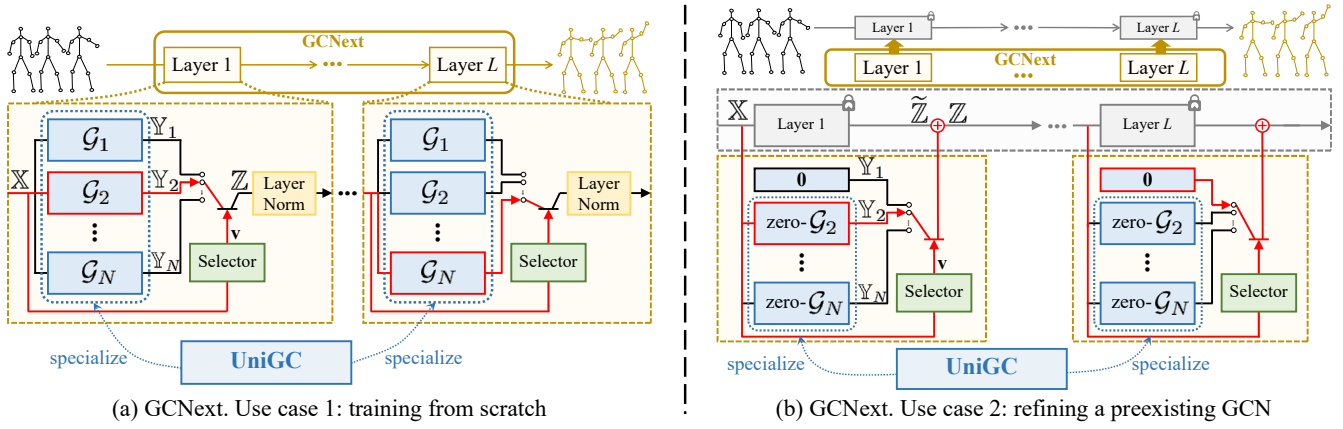 GCNext
Layer 1
•••
Layer L
𝕏
𝒢1
𝒢2
⋮
𝒢N
𝕐1
𝕐2
𝕐N
ℤ
v
Selector
Layer
Norm
•••
𝒢1
𝒢2
⋮
𝒢N
Selector
Layer
Norm
specialize
UniGC
specialize
(a) GCNext. Use case 1: training from scratch
Layer 1
•••
Layer L
GCNext
Layer 1
•••
Layer L
𝕏
Layer 1
ℤ̃
ℤ
•••
Layer L
0
zero-𝒢2
⋮
zero-𝒢N
𝕐1
𝕐2
𝕐N
v
Selector
0
zero-𝒢2
⋮
zero-𝒢N
Selector
specialize
UniGC
specialize
(b) GCNext. Use case 2: refining a preexisting GCN